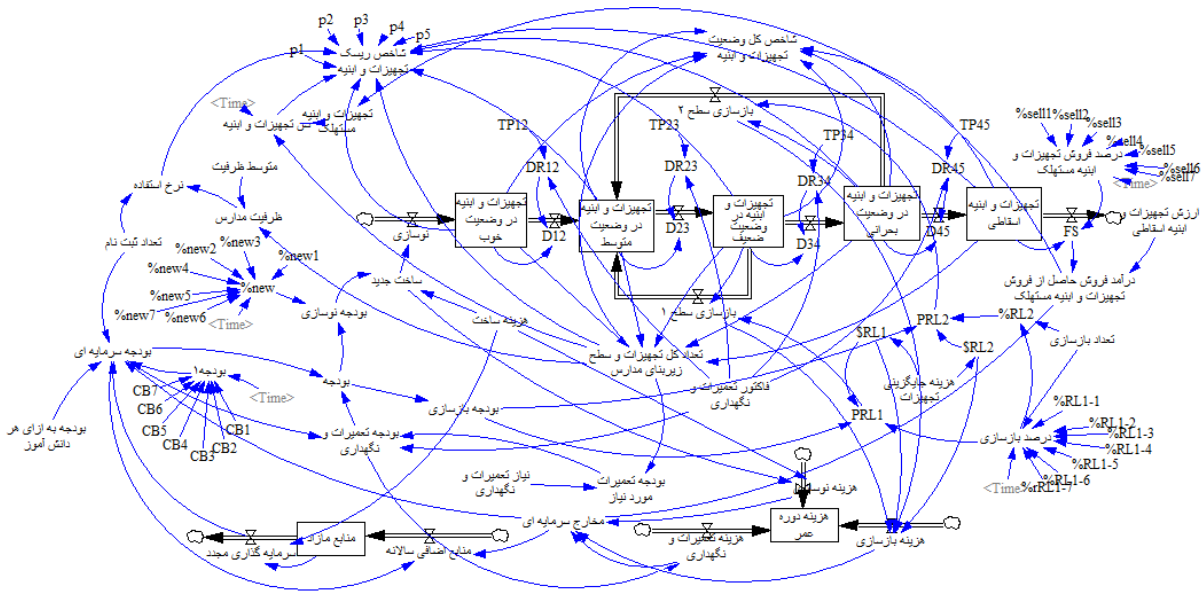 p2
p3
p4
p5
p1
شاخص ریسک
تجهیزات و ابنیه
شاخص کل وضعیت
تجهیزات و ابنیه
<Time>
تجهیزات و ابنیه
مستهلک
سن تجهیزات و ابنیه
بازسازی سطح ۲
TP12
TP23
TP34
TP45
DR12
DR23
DR34
DR45
%sell1
%sell2
%sell3
%sell4
%sell5
%sell6
%sell7
درصد فروش تجهیزات و
ابنیه مستهلک
<Time>
متوسط ظرفیت
نرخ استفاده
ظرفیت مدارس
تجهیزات و ابنیه
در وضعیت
خوب
تجهیزات و ابنیه
در وضعیت
متوسط
تجهیزات و
ابنیه در
وضعیت
ضعیف
تجهیزات و ابنیه
در وضعیت
بحرانی
تجهیزات و ابنیه
اسقاطی
ارزش تجهیزات و
ابنیه اسقاطی
نوسازی
D12
D23
D34
D45
FS
تعداد ثبت نام
%new2
%new3
%new1
%new4
%new
%new5
%new7
%new6
<Time>
ساخت جدید
بودجه نوسازی
هزینه ساخت
بازسازی سطح ۱
درآمد فروش حاصل از فروش
تجهیزات و ابنیه مستهلک
$RL1
PRL2
%RL2
$RL2
تعداد بازسازی
بودجه سرمایه ای
بودجه۱
<Time>
بودجه
تعداد کل تجهیزات و سطح
زیربنای مدارس
فاکتور تعمیرات و
نگهداری
هزینه جایگزینی
تجهیزات
CB7
CB6
CB5
CB4
CB3
CB2
CB1
بودجه بازسازی
PRL1
%RL1-1
%RL1-2
%RL1-3
%RL1-4
%RL1-5
%RL1-6
%rRL1-7
درصد بازسازی
<Time>
بودجه به ازای هر
دانش آموز
بودجه تعمیرات و
نگهداری
نیاز تعمیرات و
نگهداری
بودجه تعمیرات
مورد نیاز
هزینه نوسازی
مخارج سرمایه ای
منابع مازاد
سرمایه گذاری مجدد
منابع اضافی سالانه
هزینه تعمیرات و
نگهداری
هزینه دوره
عمر
هزینه بازسازی